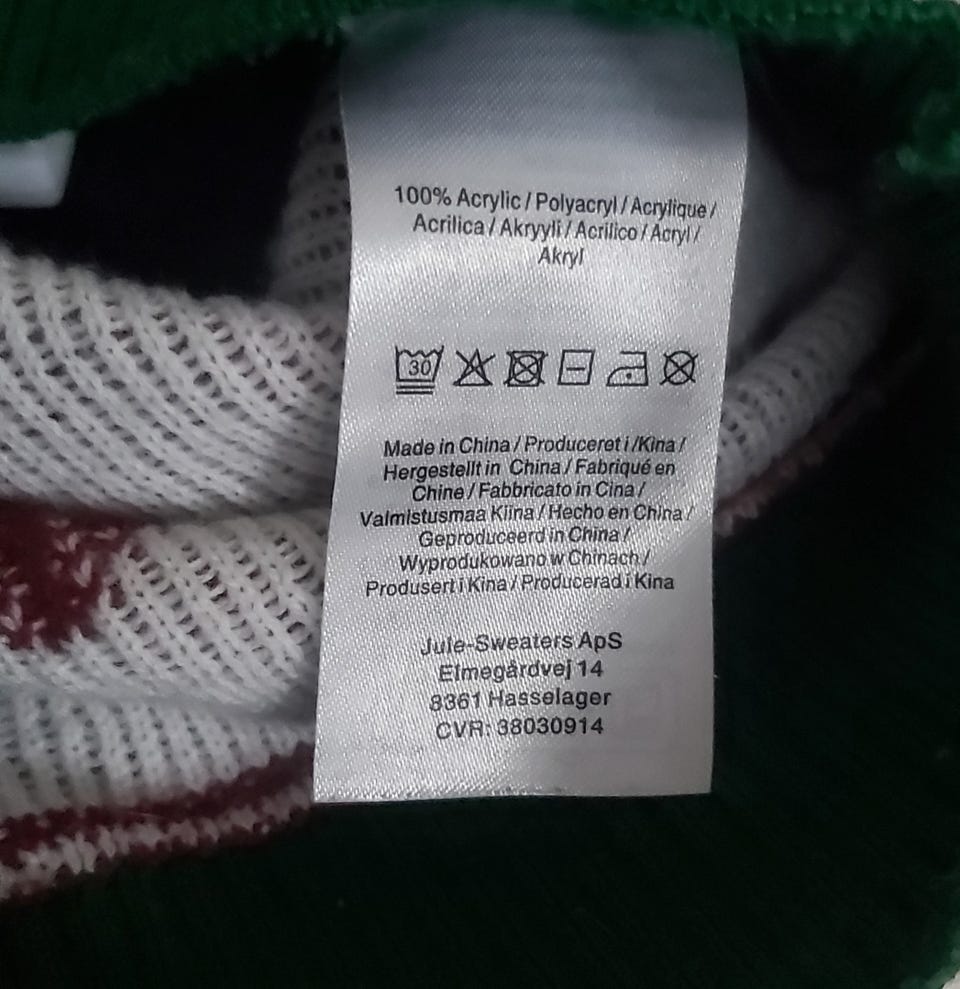 100% Acrylic / Polyacryl / Acrylique /
Acrilica / Akryyli / Acrilico / Acryl /
Akryl
30
Made in China / Produceret i /Kina /
Hergestellt in China / Fabriqué en
Chine / Fabbricato in Cina /
Valmistusmaa Kiina / Hecho en China /
Geproduceerd in China /
Wyprodukowano w Chinach /
Produsert i Kina / Producerad i Kina
Jule-Sweaters ApS
Elmegårdvej 14
8361 Hasselager
CVR: 38030914